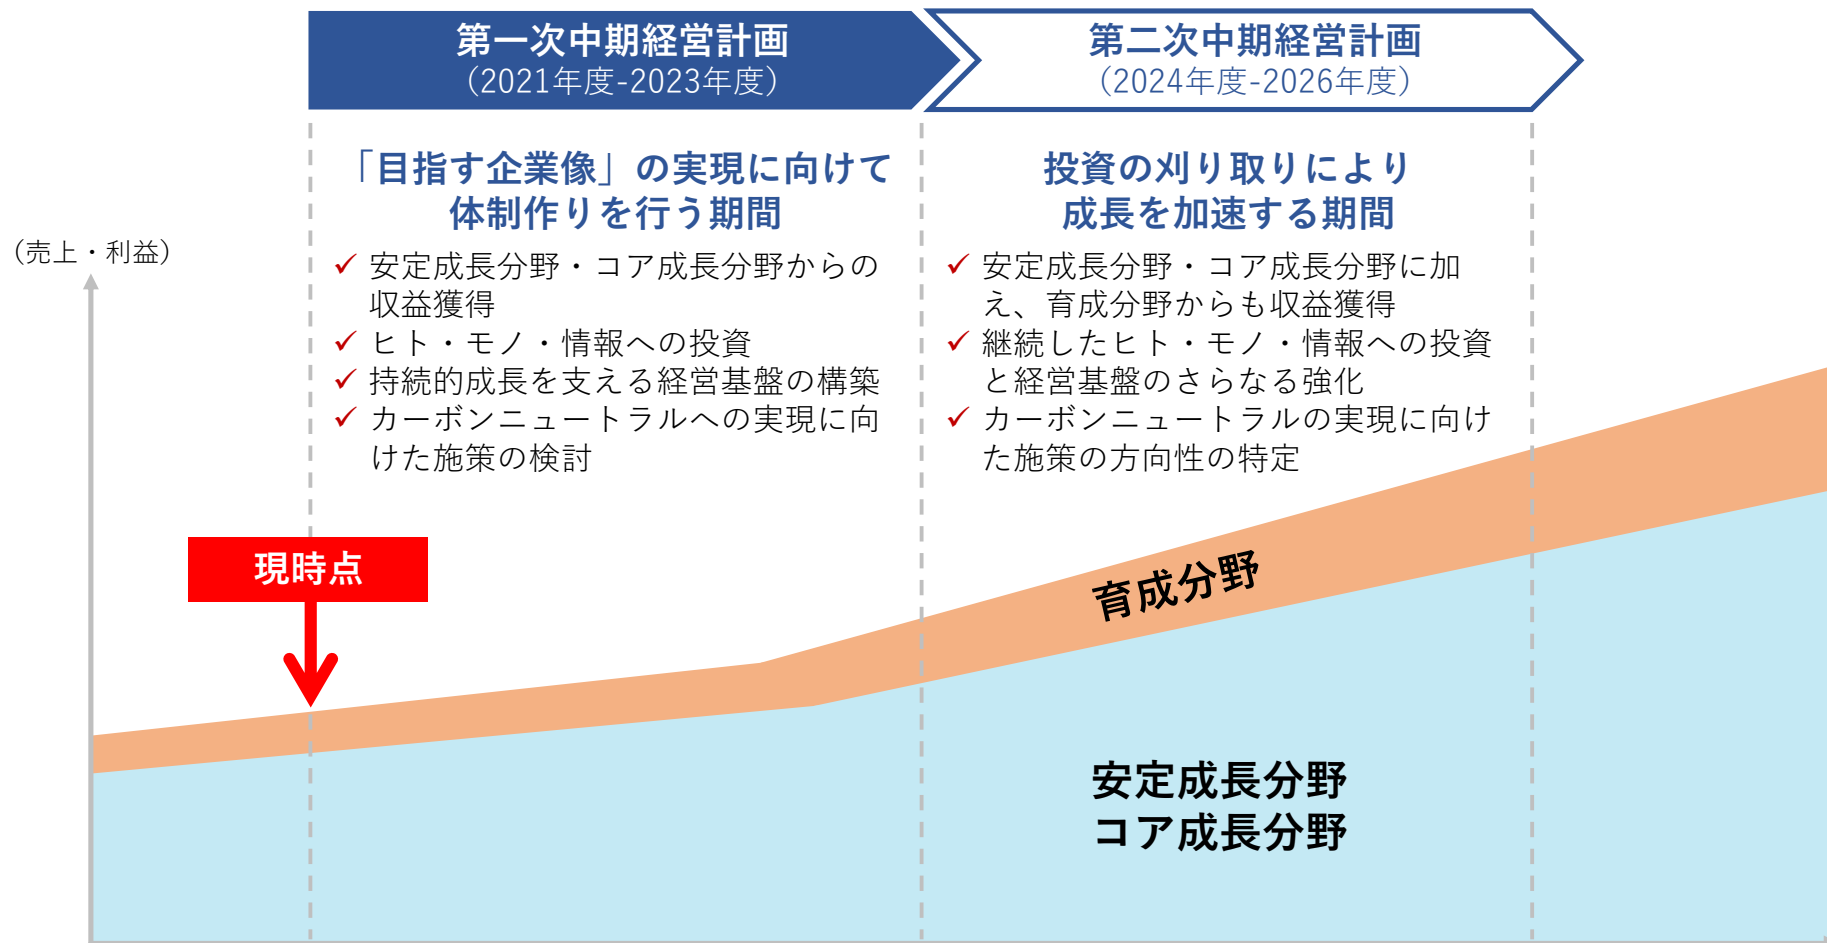 第一次中期経営計画
（2021年度-2023年度）
第二次中期経営計画
（2024年度-2026年度）
「目指す企業像」の実現に向けて
体制作りを行う期間
✓ 安定成長分野・コア成長分野からの
収益獲得
✓ ヒト・モノ・情報への投資
✓ 持続的成長を支える経営基盤の構築
✓ カーボンニュートラルへの実現に向
けた施策の検討
投資の刈り取りにより
成長を加速する期間
✓ 安定成長分野・コア成長分野に加
え、育成分野からも収益獲得
✓ 継続したヒト・モノ・情報への投資
と経営基盤のさらなる強化
✓ カーボンニュートラルの実現に向け
た施策の方向性の特定
（売上・利益）
現時点
育成分野
安定成長分野
コア成長分野